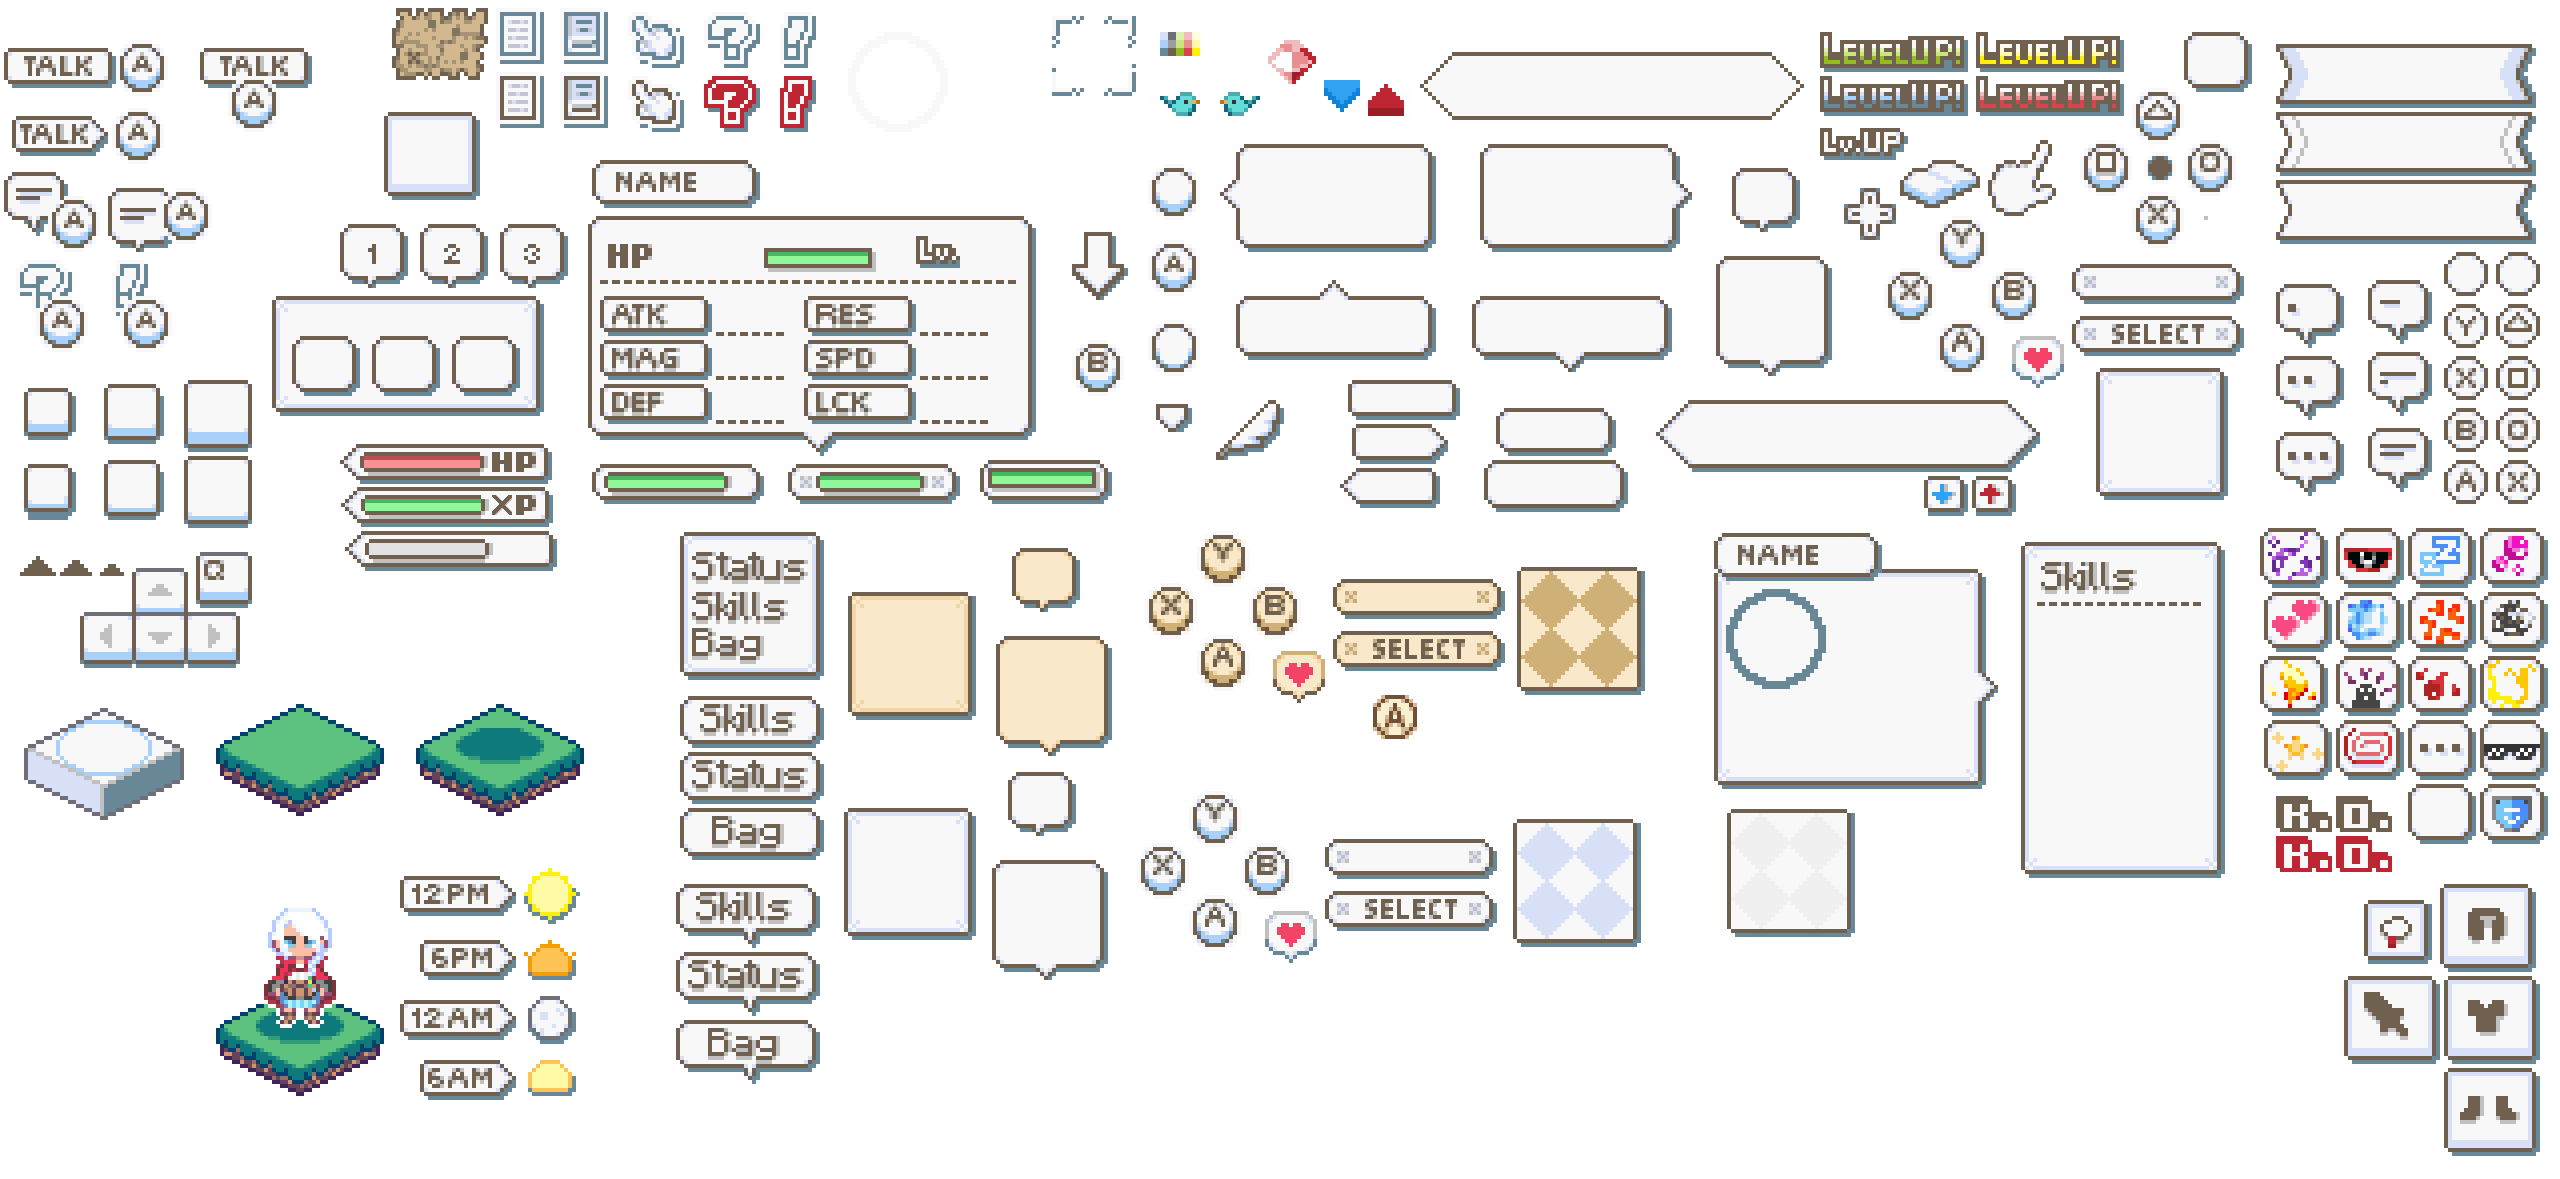 TALK A
TALK
A
TALK A
A
A
A
A
1 2 3
NAME
HP Lv.
ATK RES
MAG SPD
DEF LCK
HP
XP
B
A
LEVELUP! LEVELUP!
LEVELUP! LEVELUP!
Lv.UP
X
Y
X B
A
SELECT
Y
X
B
A X
Q
Status
Skills
Bag
Skills
Status
Bag
Skills
Status
Bag
Y
X B
A
SELECT
A
Y
X B
A
SELECT
NAME
Skills
K.O.
K.O.
12PM
6PM
12AM
6AM